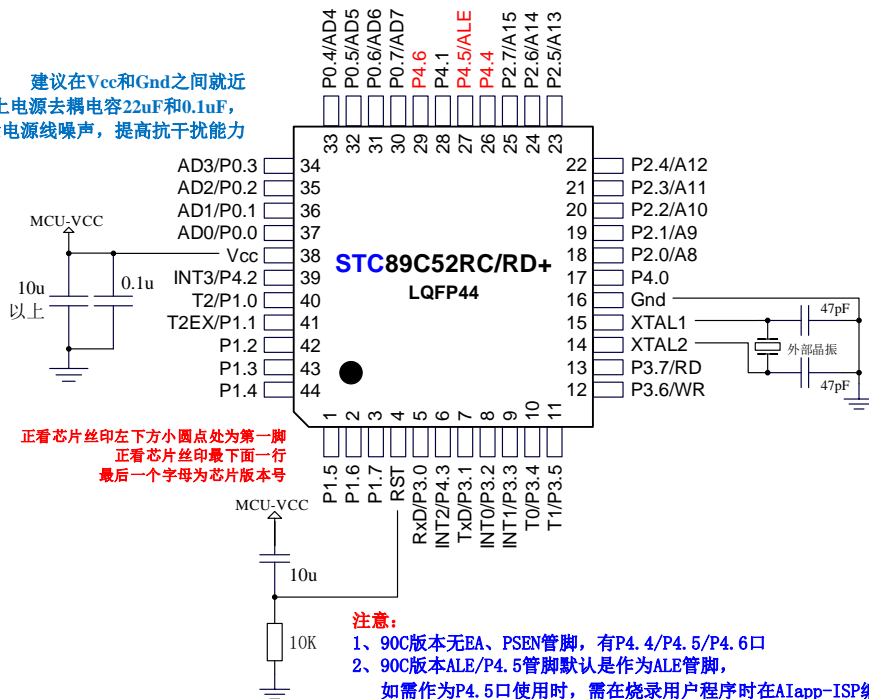 P0.4/AD4
P0.5/AD5
P0.6/AD6
P0.7/AD7
P4.6
P4.1
P4.5/ALE
P4.4
P2.7/A15
P2.6/A14
P2.5/A13
33 32 31 30 29 28 27 26 25 24 23
建议在Vcc和Gnd之间就近
上电源去耦电容22uF和0.1uF,
电源线噪声，提高抗干扰能力
AD3/P0.3 34
AD2/P0.2 35
AD1/P0.1 36
AD0/P0.0 37
Vcc 38
INT3/P4.2 39
T2/P1.0 40
T2EX/P1.1 41
P1.2 42
P1.3 43
P1.4 44
MCU-VCC
10u
以上
0.1u
STC89C52RC/RD+
LQFP44
22 P2.4/A12
21 P2.3/A11
20 P2.2/A10
19 P2.1/A9
18 P2.0/A8
17 P4.0
16 Gnd
15 XTAL1
14 XTAL2
13 P3.7/RD
12 P3.6/WR
47pF
外部晶振
47pF
1 2 3 4 5 6 7 8 9 10 11
P1.5
P1.6
P1.7
RST
RxD/P3.0
INT2/P4.3
TxD/P3.1
INT0/P3.2
INT1/P3.3
T0/P3.4
T1/P3.5
正看芯片丝印左下方小圆点处为第一脚
正看芯片丝印最下面一行
最后一个字母为芯片版本号
MCU-VCC
10u
10K
注意：
1、90C版本无EA、PSEN管脚，有P4.4/P4.5/P4.6口
2、90C版本ALE/P4.5管脚默认是作为ALE管脚，
如需作为P4.5口使用时，需在烧录用户程序时在AIapp-ISP